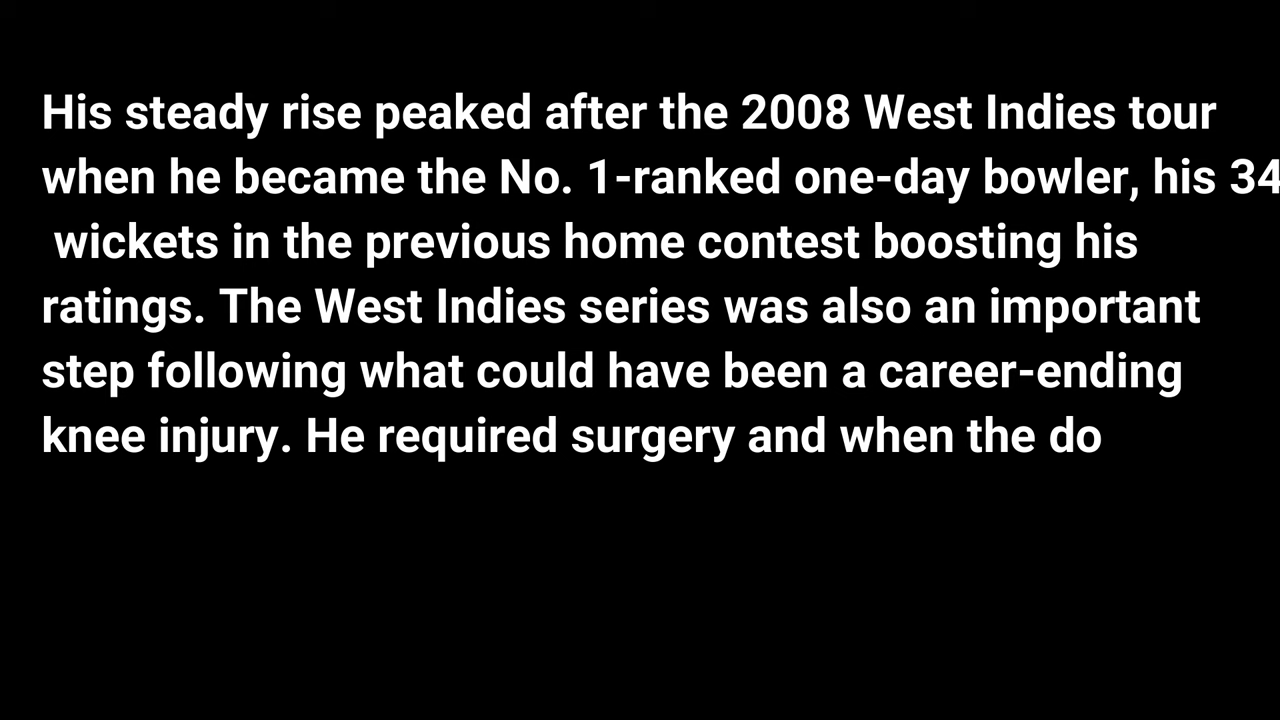 His steady rise peaked after the 2008 West Indies tour
when he became the No. 1-ranked one-day bowler, his 34
wickets in the previous home contest boosting his
ratings. The West Indies series was also an important
step following what could have been a career-ending
knee injury. He required surgery and when the do